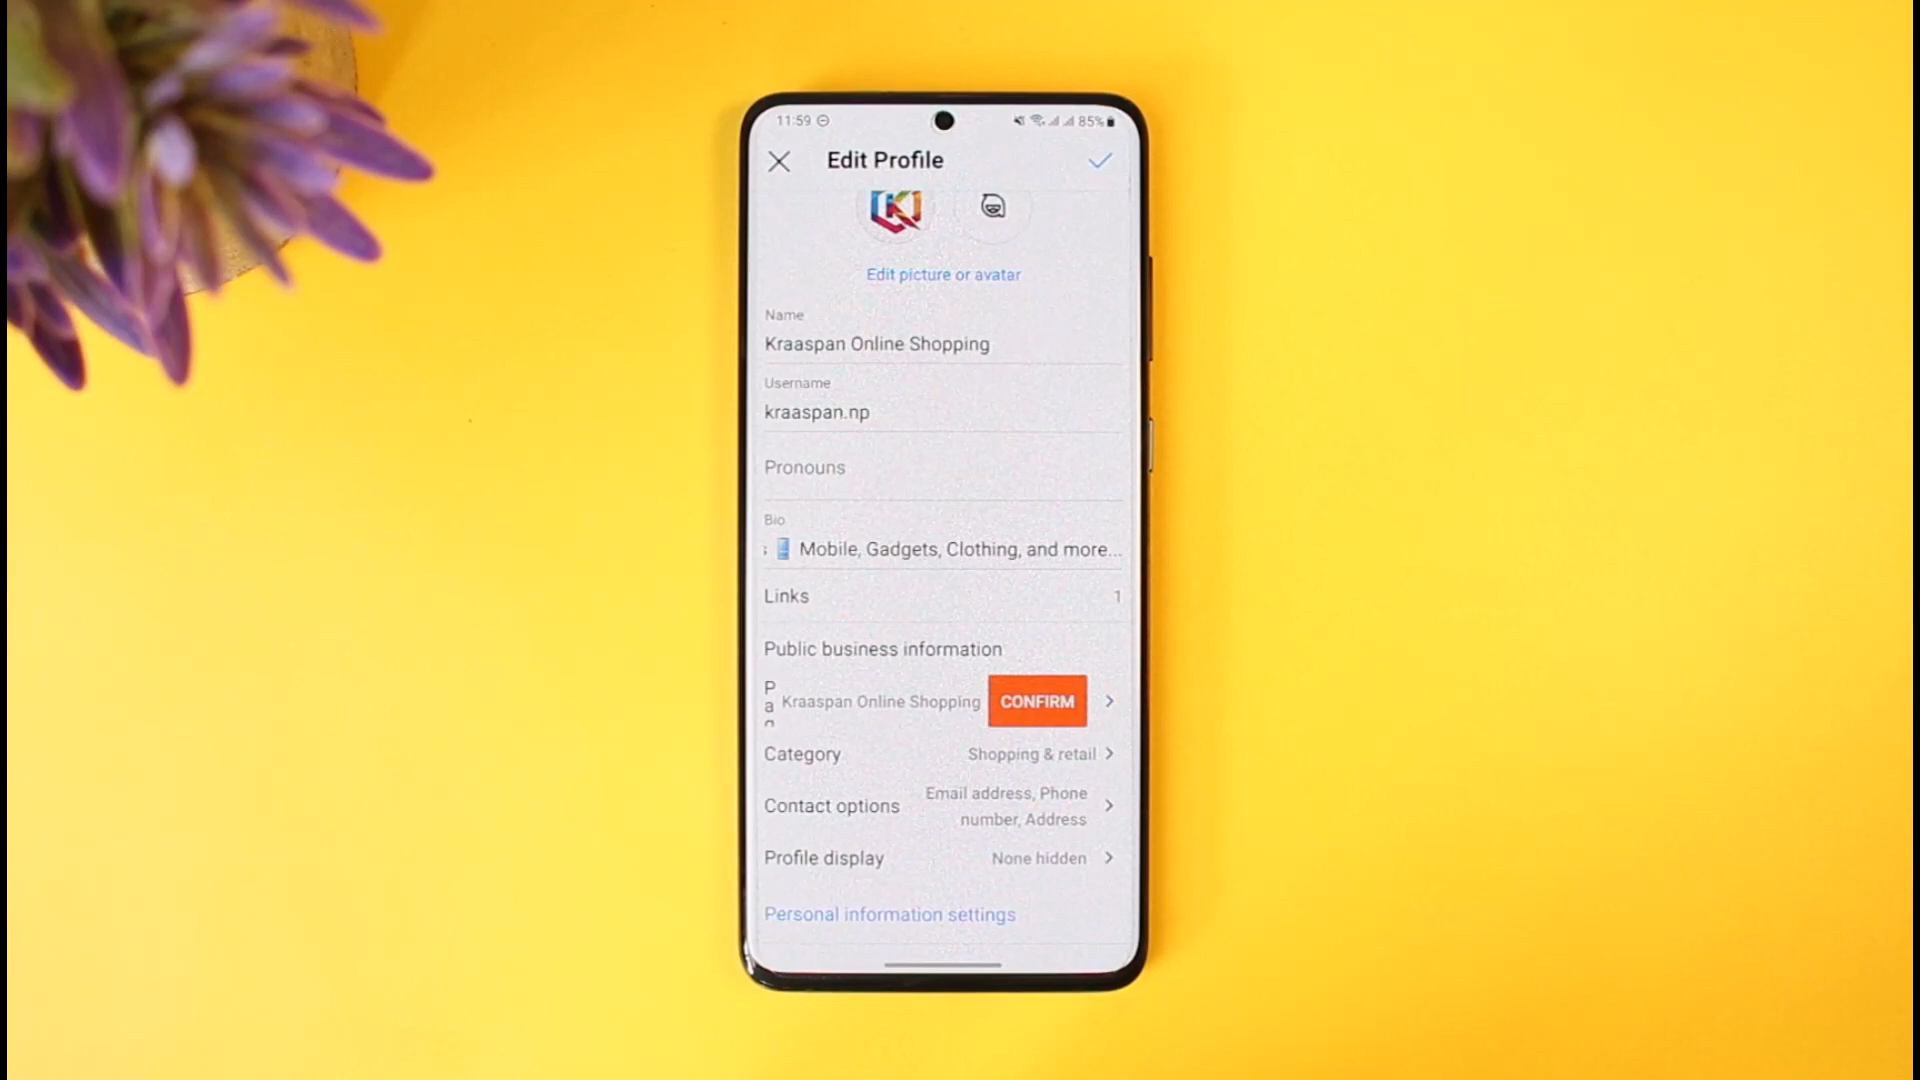 11:59
85%
Edit Profile
Edit picture or avatar
Name
Kraaspan Online Shopping
Username
kraaspan.np
Pronouns
Bio
Mobile, Gadgets, Clothing, and more...
Links 1
Public business information
Pag Kraaspan Online Shopping CONFIRM
Category Shopping & retail
Contact options Email address, Phone
number, Address
Profile display None hidden
Personal information settings